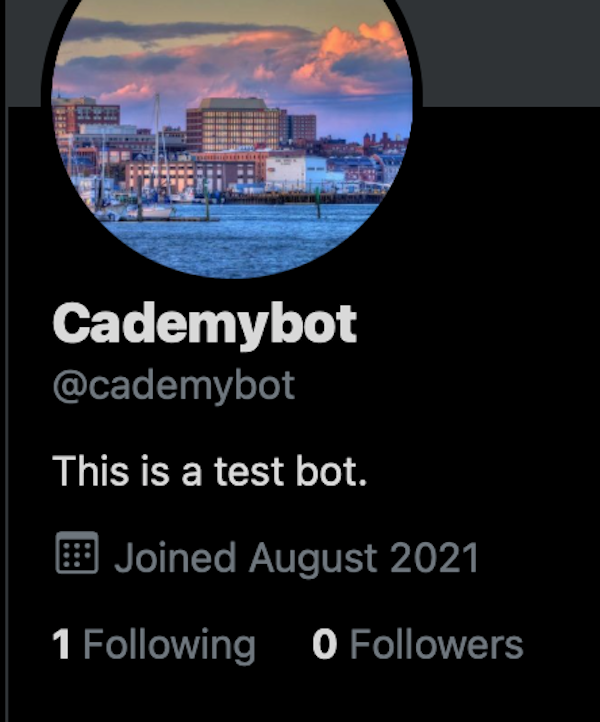 Cademybot
@cademybot
This is a test bot.
Joined August 2021
1 Following 0 Followers